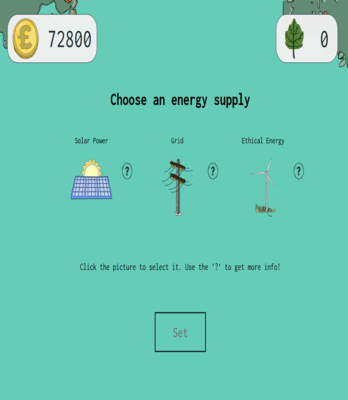 £ 72800
0
Choose an energy supply
Solar Power
?
Grid
?
Ethical Energy
?
Click the picture to select it. Use the '?' to get more info!
Set